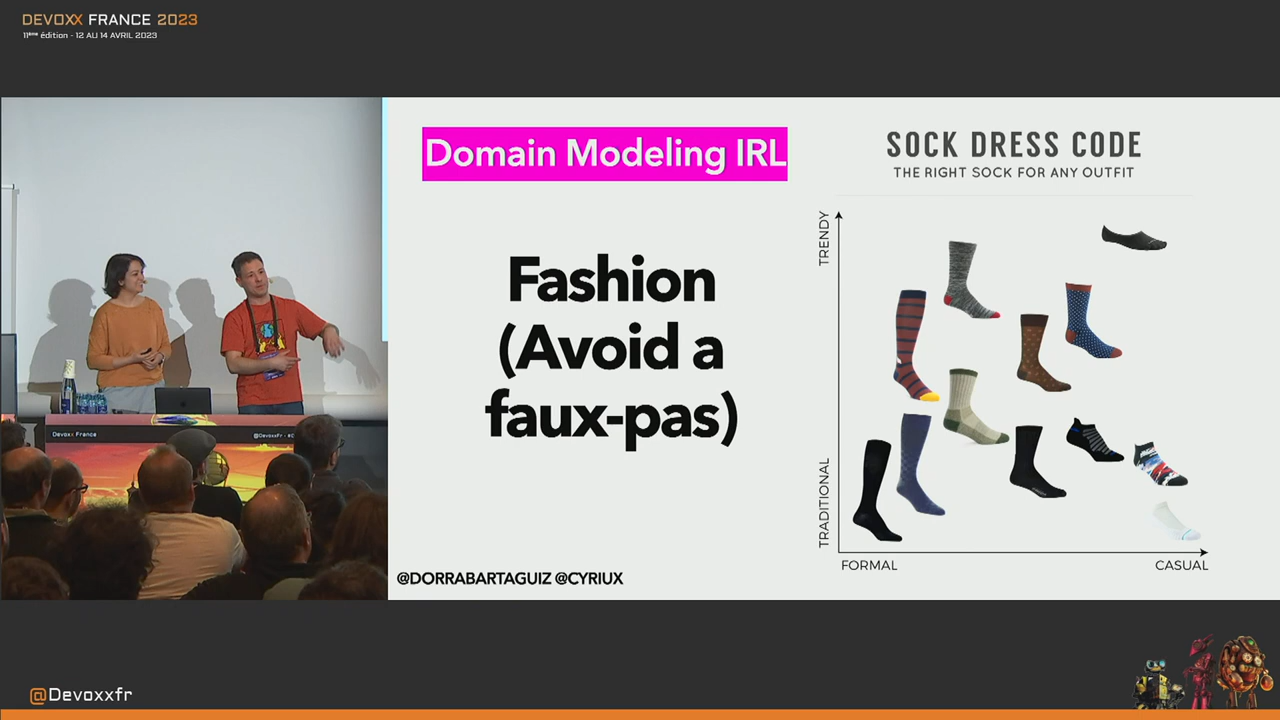 DEVOXX FRANCE 2023
11ème édition - 12 AU 14 AVRIL 2023
Domain Modeling IRL
Fashion
(Avoid a
faux-pas)
@DORRABARTAGUIZ @CYRIUX
SOCK DRESS CODE
THE RIGHT SOCK FOR ANY OUTFIT
TRENDY
TRADITIONAL
FORMAL
CASUAL
Devoxx France
@DevoxxFr
@Devoxxfr